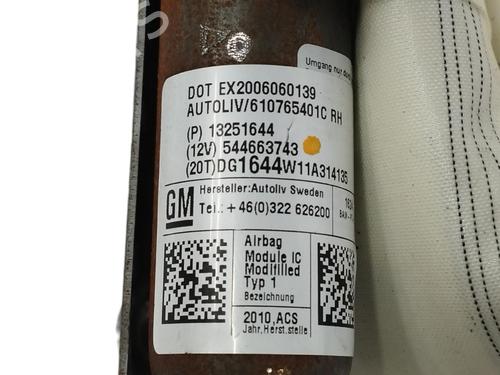 Umgang nur durch
DOT EX2006060139
AUTOLIV/610765401C RH
(P) 13251644
(12V) 544663743
(20T)DG1644W11A314135
GM
Hersteller:Autoliv Sweden
Tel.: +46(0)322 626200
Airbag
Module IC
Modifilled
Typ 1
Bezeichnung
2010,ACS
Jahr,Herst.stelle